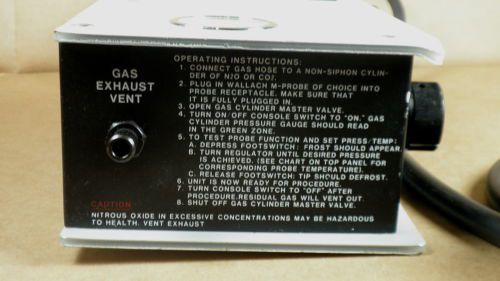 GAS
EXHAUST
VENT
OPERATING INSTRUCTIONS:
1. CONNECT GAS HOSE TO A NON-SIPHON CYLIN-
DER OF N2O OR CO2.
2. PLUG IN WALLACH M-PROBE OF CHOICE INTO
PROBE RECEPTACLE. MAKE SURE THAT
IT IS FULLY PLUGGED IN.
3. OPEN GAS CYLINDER MASTER VALVE.
4. TURN ON/OFF CONSOLE SWITCH TO "ON." GAS
CYLINDER PRESSURE GAUGE SHOULD READ
IN THE GREEN ZONE.
5. TO TEST PROBE FUNCTION AND SET PRESS/TEMP:
A. DEPRESS FOOTSWITCH: FROST SHOULD APPEAR.
B. TURN REGULATOR UNTIL DESIRED PRESSURE
IS ACHIEVED. (SEE CHART ON TOP PANEL FOR
CORRESPONDING PROBE TEMPERATURE).
C. RELEASE FOOTSWITCH: TIP SHOULD DEFROST.
6. UNIT IS NOW READY FOR PROCEDURE.
7. TURN CONSOLE SWITCH TO "OFF" AFTER
PROCEDURE. RESIDUAL GAS WILL VENT OUT.
8. SHUT OFF GAS CYLINDER MASTER VALVE.
CAUTION
NITROUS OXIDE IN EXCESSIVE CONCENTRATIONS MAY BE HAZARDOUS
TO HEALTH. VENT EXHAUST